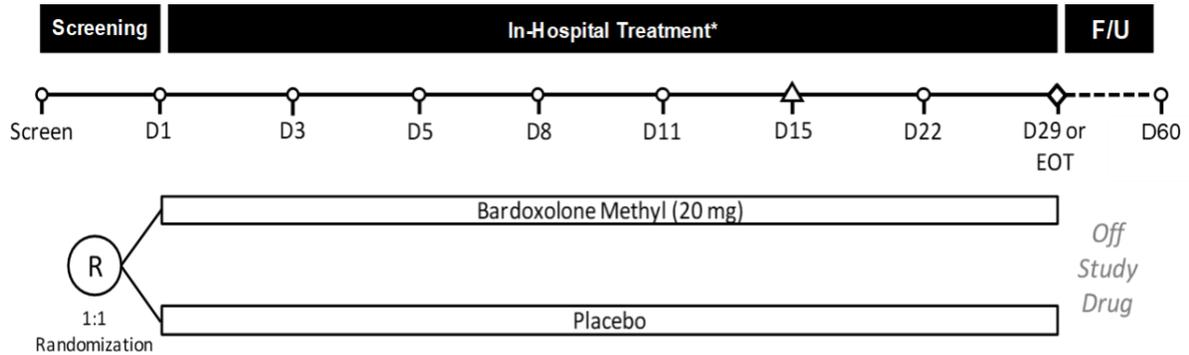 Screening
In-Hospital Treatment*
F/U
Screen
D1
D3
D5
D8
D11
D15
D22
D29 or
EOT
D60
Bardoxolone Methyl (20 mg)
R
1:1
Randomization
Placebo
Off
Study
Drug